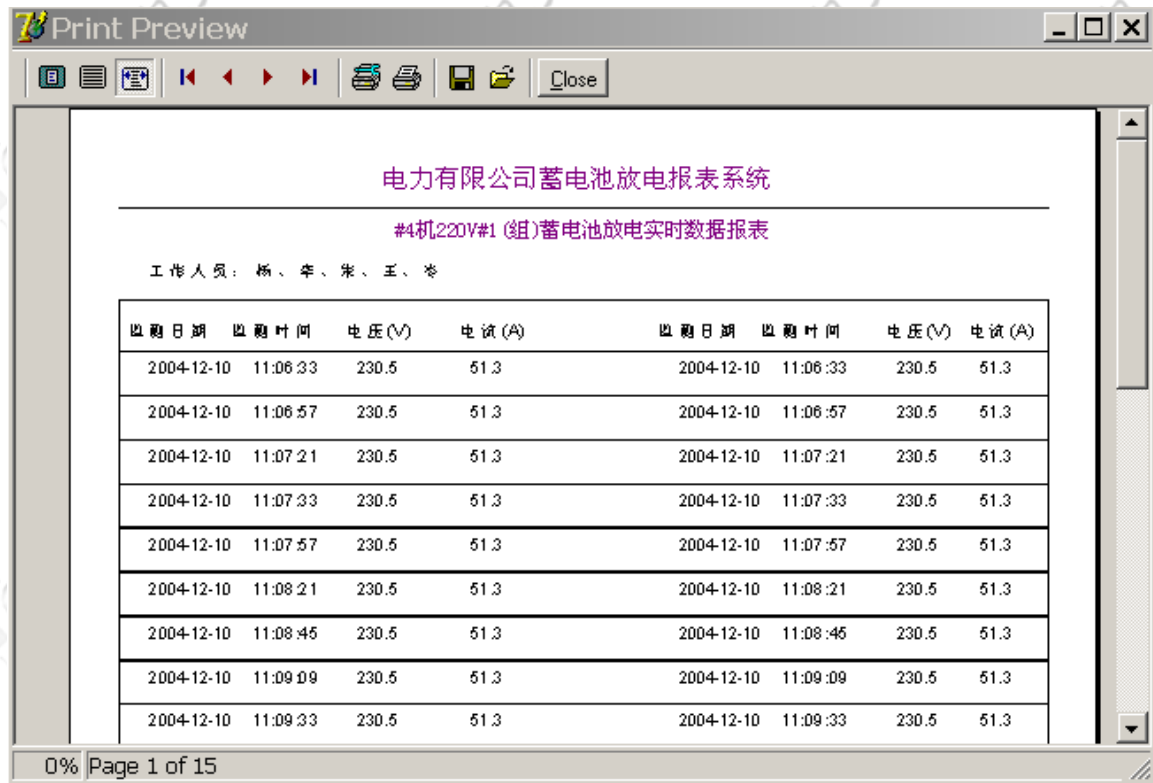 Print Preview
Close
电力有限公司蓄电池放电报表系统
#4机220V#1(组)蓄电池放电实时数据报表
工作人员: 杨、李、朱、王、
日期 时间 电压(V) 电流(A) 日期 时间 电压(V) 电流(A)
2004-12-10 11:06:33 230.5 51.3 2004-12-10 11:06:33 230.5 51.3
2004-12-10 11:06:57 230.5 51.3 2004-12-10 11:06:57 230.5 51.3
2004-12-10 11:07:21 230.5 51.3 2004-12-10 11:07:21 230.5 51.3
2004-12-10 11:07:33 230.5 51.3 2004-12-10 11:07:33 230.5 51.3
2004-12-10 11:07:57 230.5 51.3 2004-12-10 11:07:57 230.5 51.3
2004-12-10 11:08:21 230.5 51.3 2004-12-10 11:08:21 230.5 51.3
2004-12-10 11:08:45 230.5 51.3 2004-12-10 11:08:45 230.5 51.3
2004-12-10 11:09:09 230.5 51.3 2004-12-10 11:09:09 230.5 51.3
2004-12-10 11:09:33 230.5 51.3 2004-12-10 11:09:33 230.5 51.3
0% Page 1 of 15